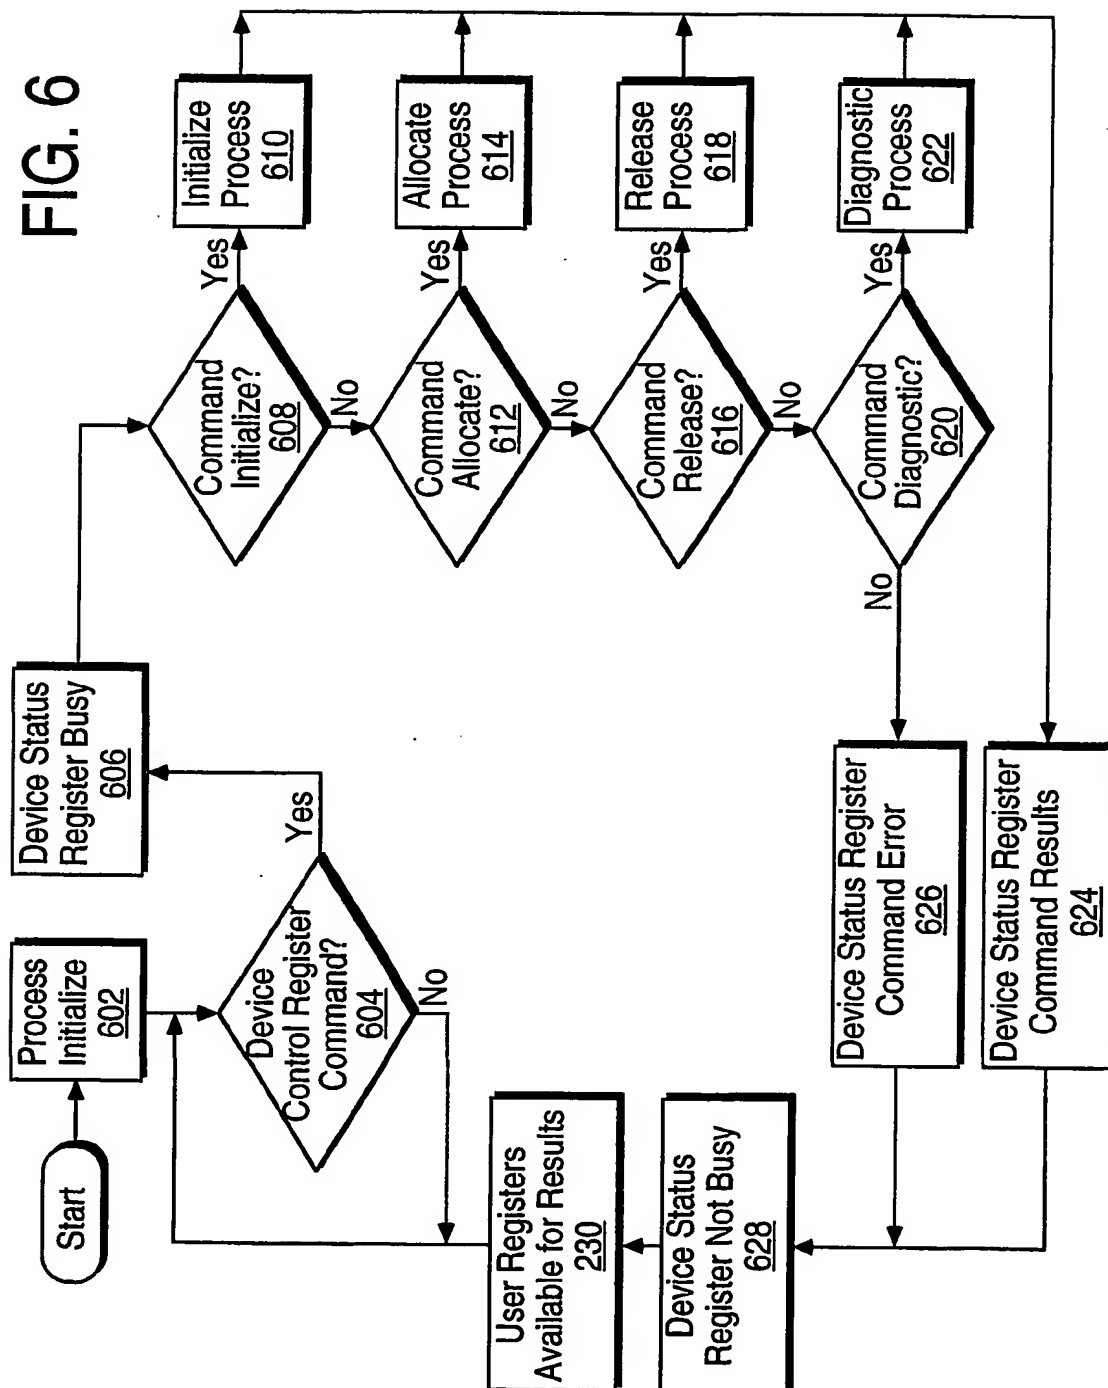 FIG. 6
Start
Process
Initialize
602
Device
Control Register
Command?
604
Yes
No
Device Status
Register Busy
606
Command
Initialize?
608
Yes
No
Initialize
Process
610
Command
Allocate?
612
Yes
No
Allocate
Process
614
Command
Release?
616
Yes
No
Release
Process
618
Command
Diagnostic?
620
Yes
No
Diagnostic
Process
622
Device Status Register
Command Error
626
Device Status Register
Command Results
624
Device Status
Register Not Busy
628
User Registers
Available for Results
230